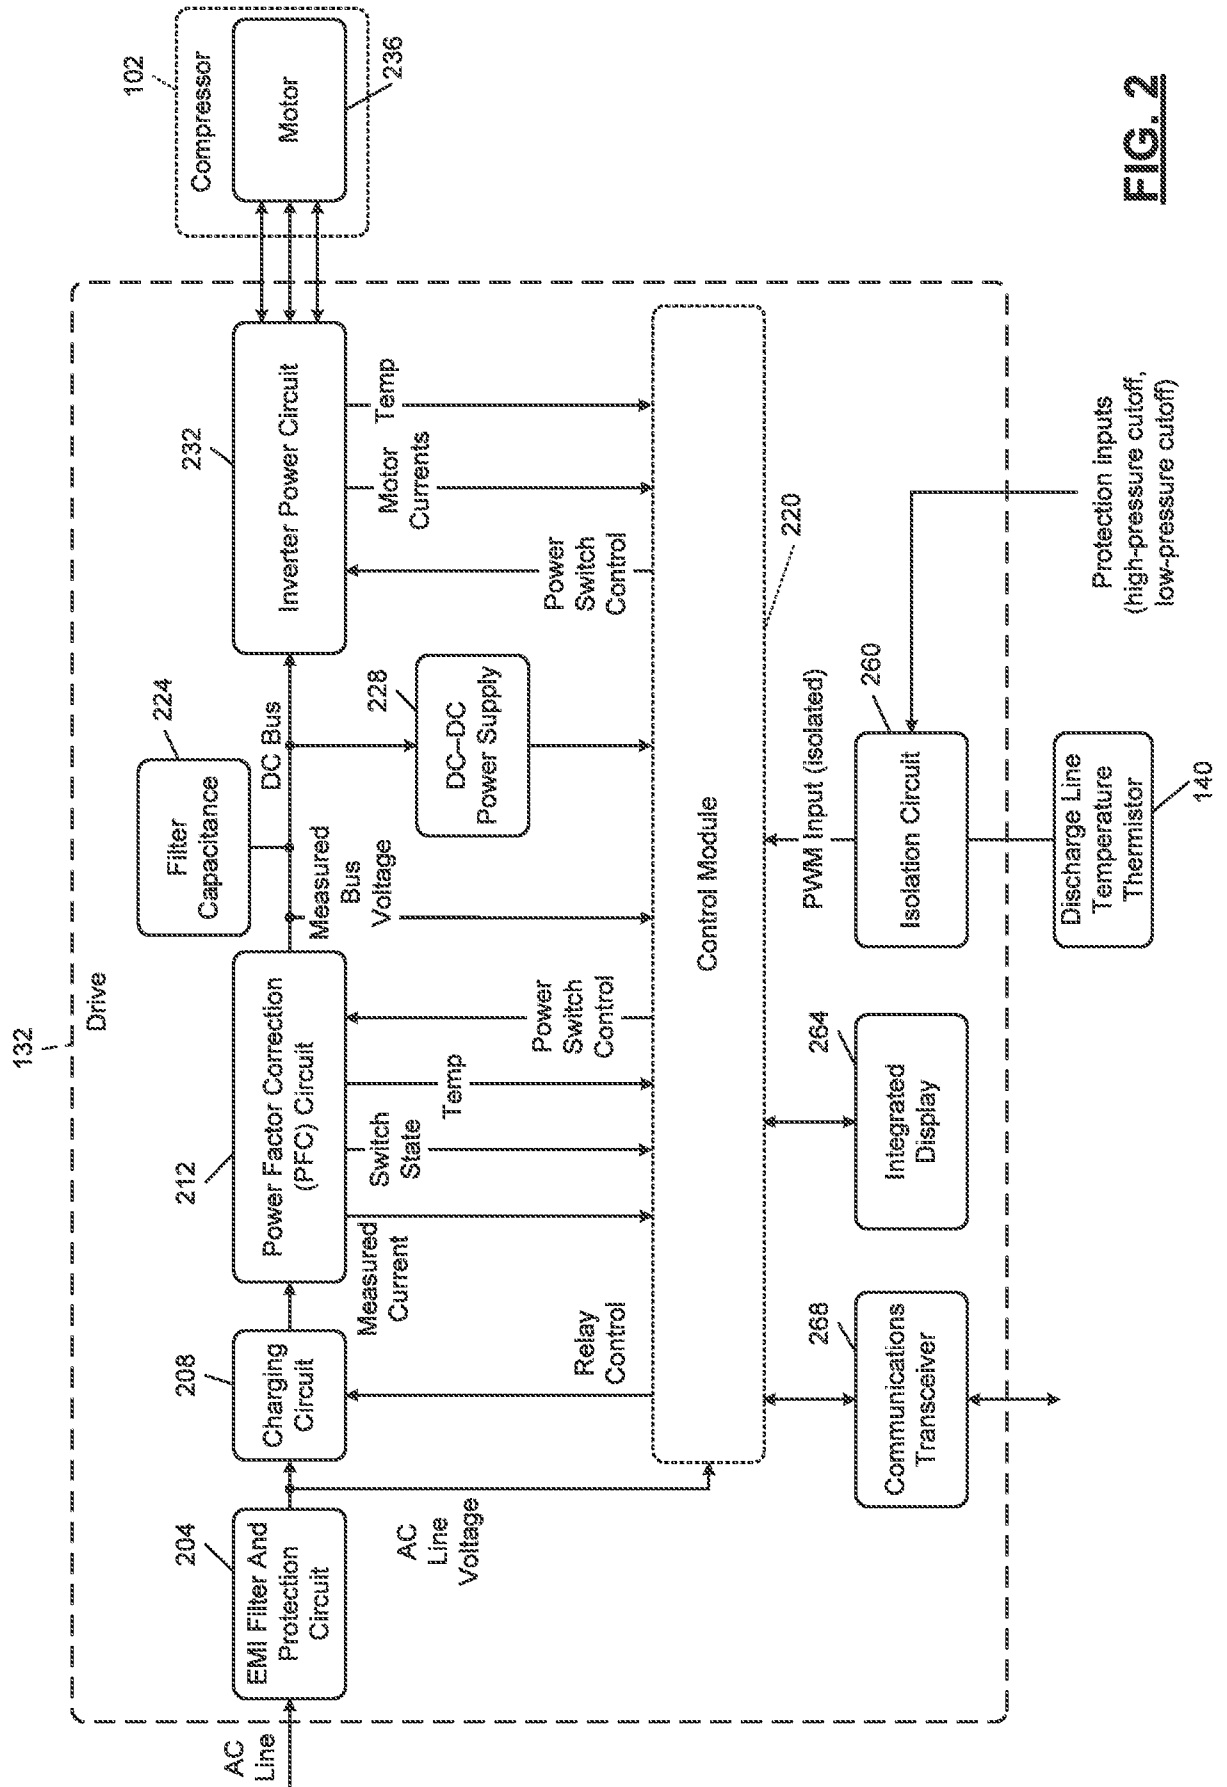 132
Drive
AC
Line
204
EMI Filter And
Protection
Circuit
AC
Line
Voltage
208
Charging
Circuit
Relay
Control
212
Power Factor Correction
(PFC) Circuit
Measured
Current
Switch
State
Temp
Power
Switch
Control
Measured
Bus
Voltage
224
Filter
Capacitance
DC Bus
228
DC–DC
Power Supply
232
Inverter Power Circuit
Power
Switch
Control
Motor
Currents
Temp
102
Compressor
Motor
236
Control Module
220
268
Communications
Transceiver
264
Integrated
Display
PWM Input (isolated)
260
Isolation Circuit
Discharge Line
Temperature
Thermistor
140
Protection inputs
(high-pressure cutoff,
low-pressure cutoff)
FIG. 2